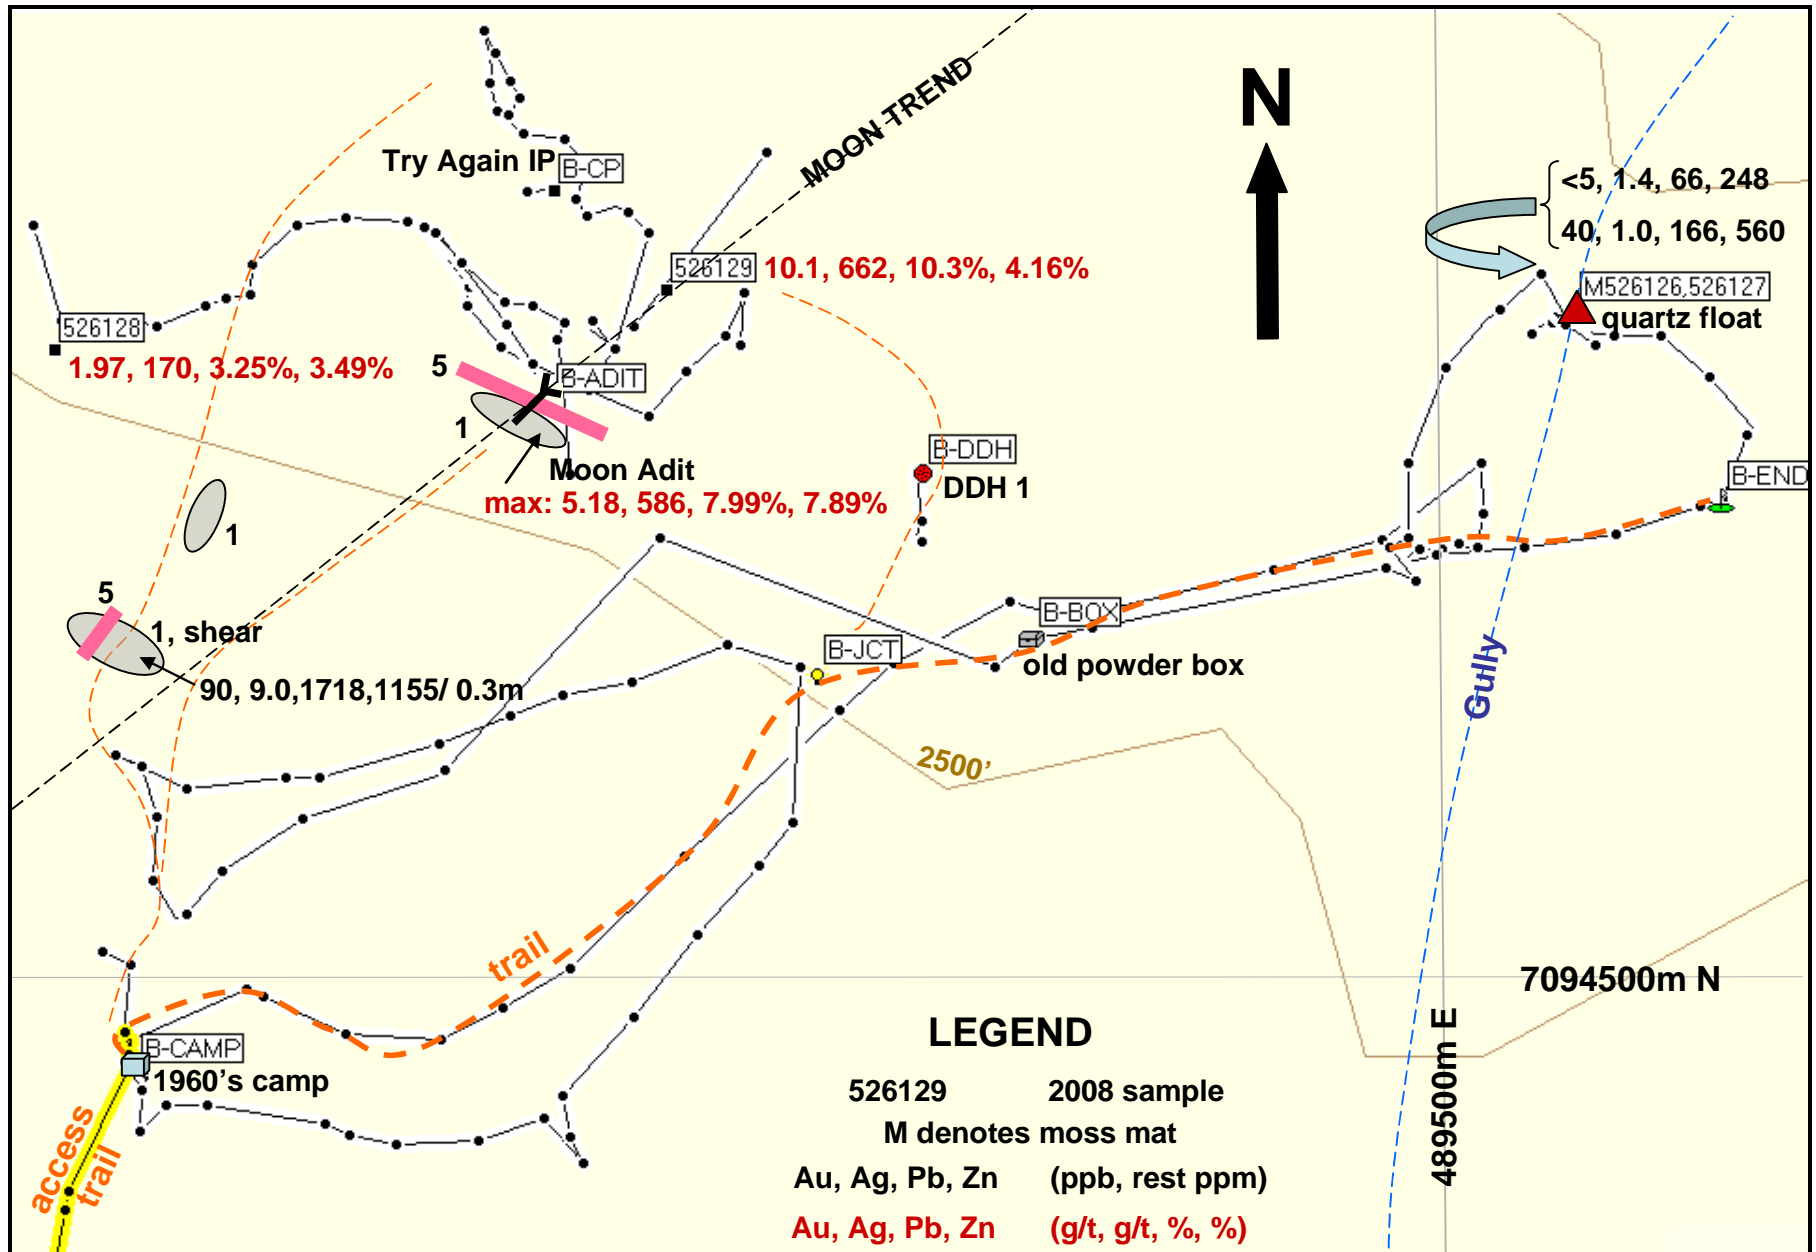 MOON TREND
N
Try Again IP
B-CP
<5, 1.4, 66, 248
40, 1.0, 166, 560
526129
10.1, 662, 10.3%, 4.16%
M526126,526127
quartz float
526128
1.97, 170, 3.25%, 3.49%
5
B-ADIT
1
Moon Adit
max: 5.18, 586, 7.99%, 7.89%
B-DDH
DDH 1
B-END
1
5
1, shear
90, 9.0,1718,1155/ 0.3m
B-BOX
old powder box
B-JCT
Gully
2500'
trail
7094500m N
489500m E
B-CAMP
1960's camp
access
trail
LEGEND
526129 2008 sample
M denotes moss mat
Au, Ag, Pb, Zn (ppb, rest ppm)
Au, Ag, Pb, Zn (g/t, g/t, %, %)